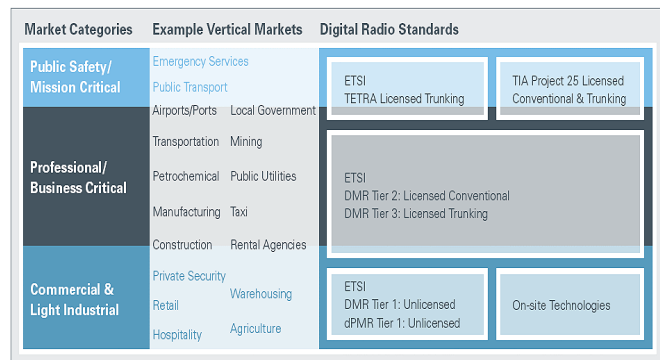 Market Categories Example Vertical Markets Digital Radio Standards
Public Safety/
Mission Critical
Emergency Services
Public Transport
ETSI
TETRA Licensed Trunking
TIA Project 25 Licensed
Conventional & Trunking
Professional/
Business Critical
Airports/Ports Local Government
Transportation Mining
Petrochemical Public Utilities
Manufacturing Taxi
Construction Rental Agencies
ETSI
DMR Tier 2: Licensed Conventional
DMR Tier 3: Licensed Trunking
Commercial &
Light Industrial
Private Security
Warehousing
Retail
Agriculture
Hospitality
ETSI
DMR Tier 1: Unlicensed
dPMR Tier 1: Unlicensed
On-site Technologies